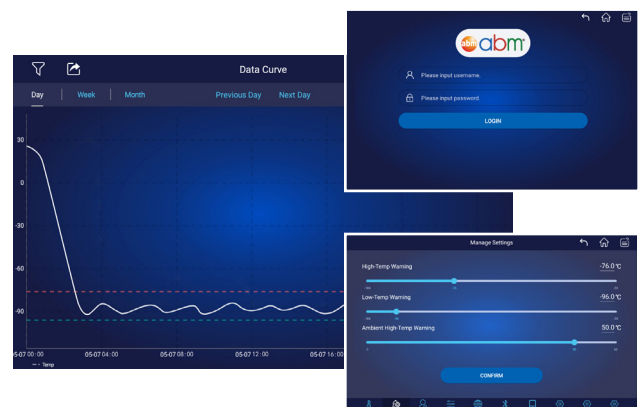 Data Curve
Day
Week
Month
Previous Day
Next Day
30
0
-30
-60
-90
05-07 00:00
05-07 04:00
05-07 08:00
05-07 12:00
05-07 16:00
Temp
abm abm
Please input username.
Please input password.
LOGIN
Manage Settings
High-Temp Warning
-76.0 ℃
Low-Temp Warning
-96.0 ℃
Ambient High-Temp Warning
50.0 ℃
CONFIRM